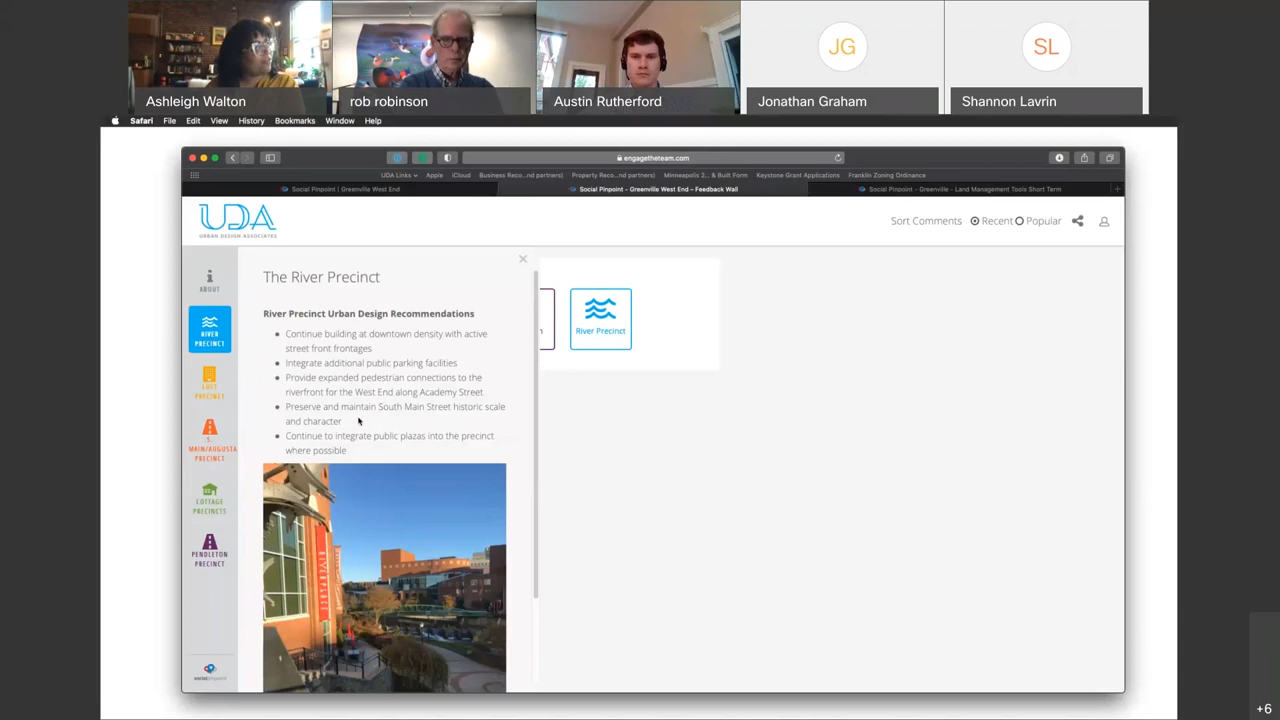 JG
SL
Ashleigh Walton
rob robinson
Austin Rutherford
Jonathan Graham
Shannon Lavrin
Safari File Edit View History Bookmarks Window Help
engagetheteam.com
UDA Links Apple iCloud Business Reco...nd partners) Property Reco...nd partners) Minneapolis 2... & Built Form Keystone Grant Applications Franklin Zoning Ordinance
Social Pinpoint | Greenville West End
Social Pinpoint - Greenville West End – Feedback Wall
Social Pinpoint - Greenville - Land Management Tools Short Term
UDA
URBAN DESIGN ASSOCIATES
Sort Comments Recent Popular
ABOUT
RIVER
PRECINCT
LOFT
PRECINCT
S.
MAIN/AUGUSTA
PRECINCT
COTTAGE
PRECINCTS
PENDLETON
PRECINCT
socialpinpoint
The River Precinct
River Precinct Urban Design Recommendations
Continue building at downtown density with active
street front frontages
Integrate additional public parking facilities
Provide expanded pedestrian connections to the
riverfront for the West End along Academy Street
Preserve and maintain South Main Street historic scale
and character
Continue to integrate public plazas into the precinct
where possible
RIVERPLACE
n
River Precinct
+6